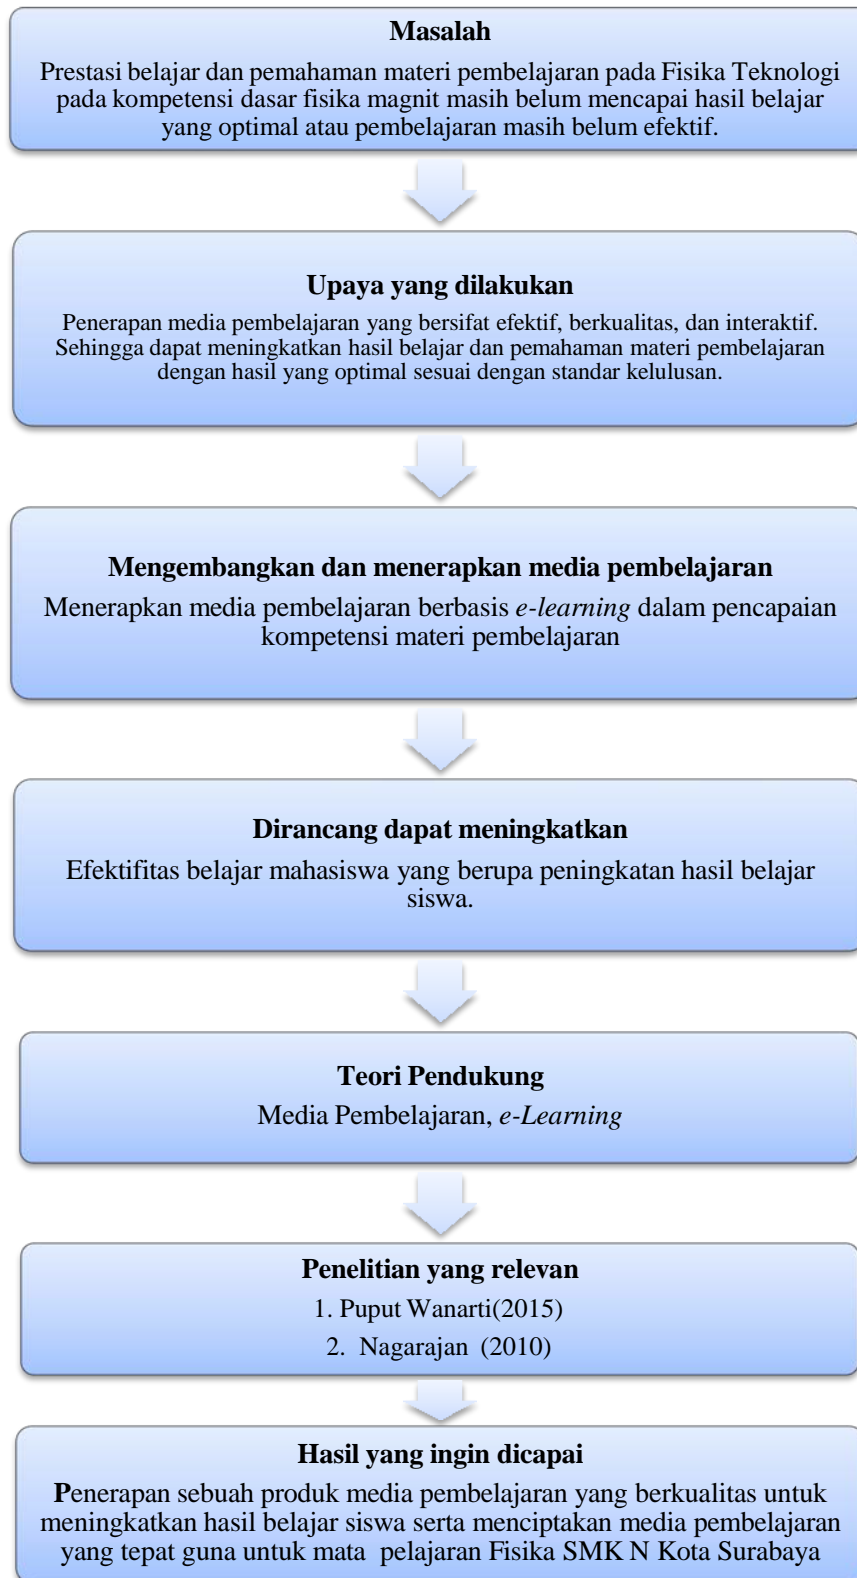 Masalah
Prestasi belajar dan pemahaman materi pembelajaran pada Fisika Teknologi
pada kompetensi dasar fisika magnit masih belum mencapai hasil belajar
yang optimal atau pembelajaran masih belum efektif.
Upaya yang dilakukan
Penerapan media pembelajaran yang bersifat efektif, berkualitas, dan interaktif.
Sehingga dapat meningkatkan hasil belajar dan pemahaman materi pembelajaran
dengan hasil yang optimal sesuai dengan standar kelulusan.
Mengembangkan dan menerapkan media pembelajaran
Menerapkan media pembelajaran berbasis e-learning dalam pencapaian
kompetensi materi pembelajaran
Dirancang dapat meningkatkan
Efektifitas belajar mahasiswa yang berupa peningkatan hasil belajar
siswa.
Teori Pendukung
Media Pembelajaran, e-Learning
Penelitian yang relevan
1. Puput Wanarti(2015)
2. Nagarajan (2010)
Hasil yang ingin dicapai
Penerapan sebuah produk media pembelajaran yang berkualitas untuk
meningkatkan hasil belajar siswa serta menciptakan media pembelajaran
yang tepat guna untuk mata pelajaran Fisika SMK N Kota Surabaya